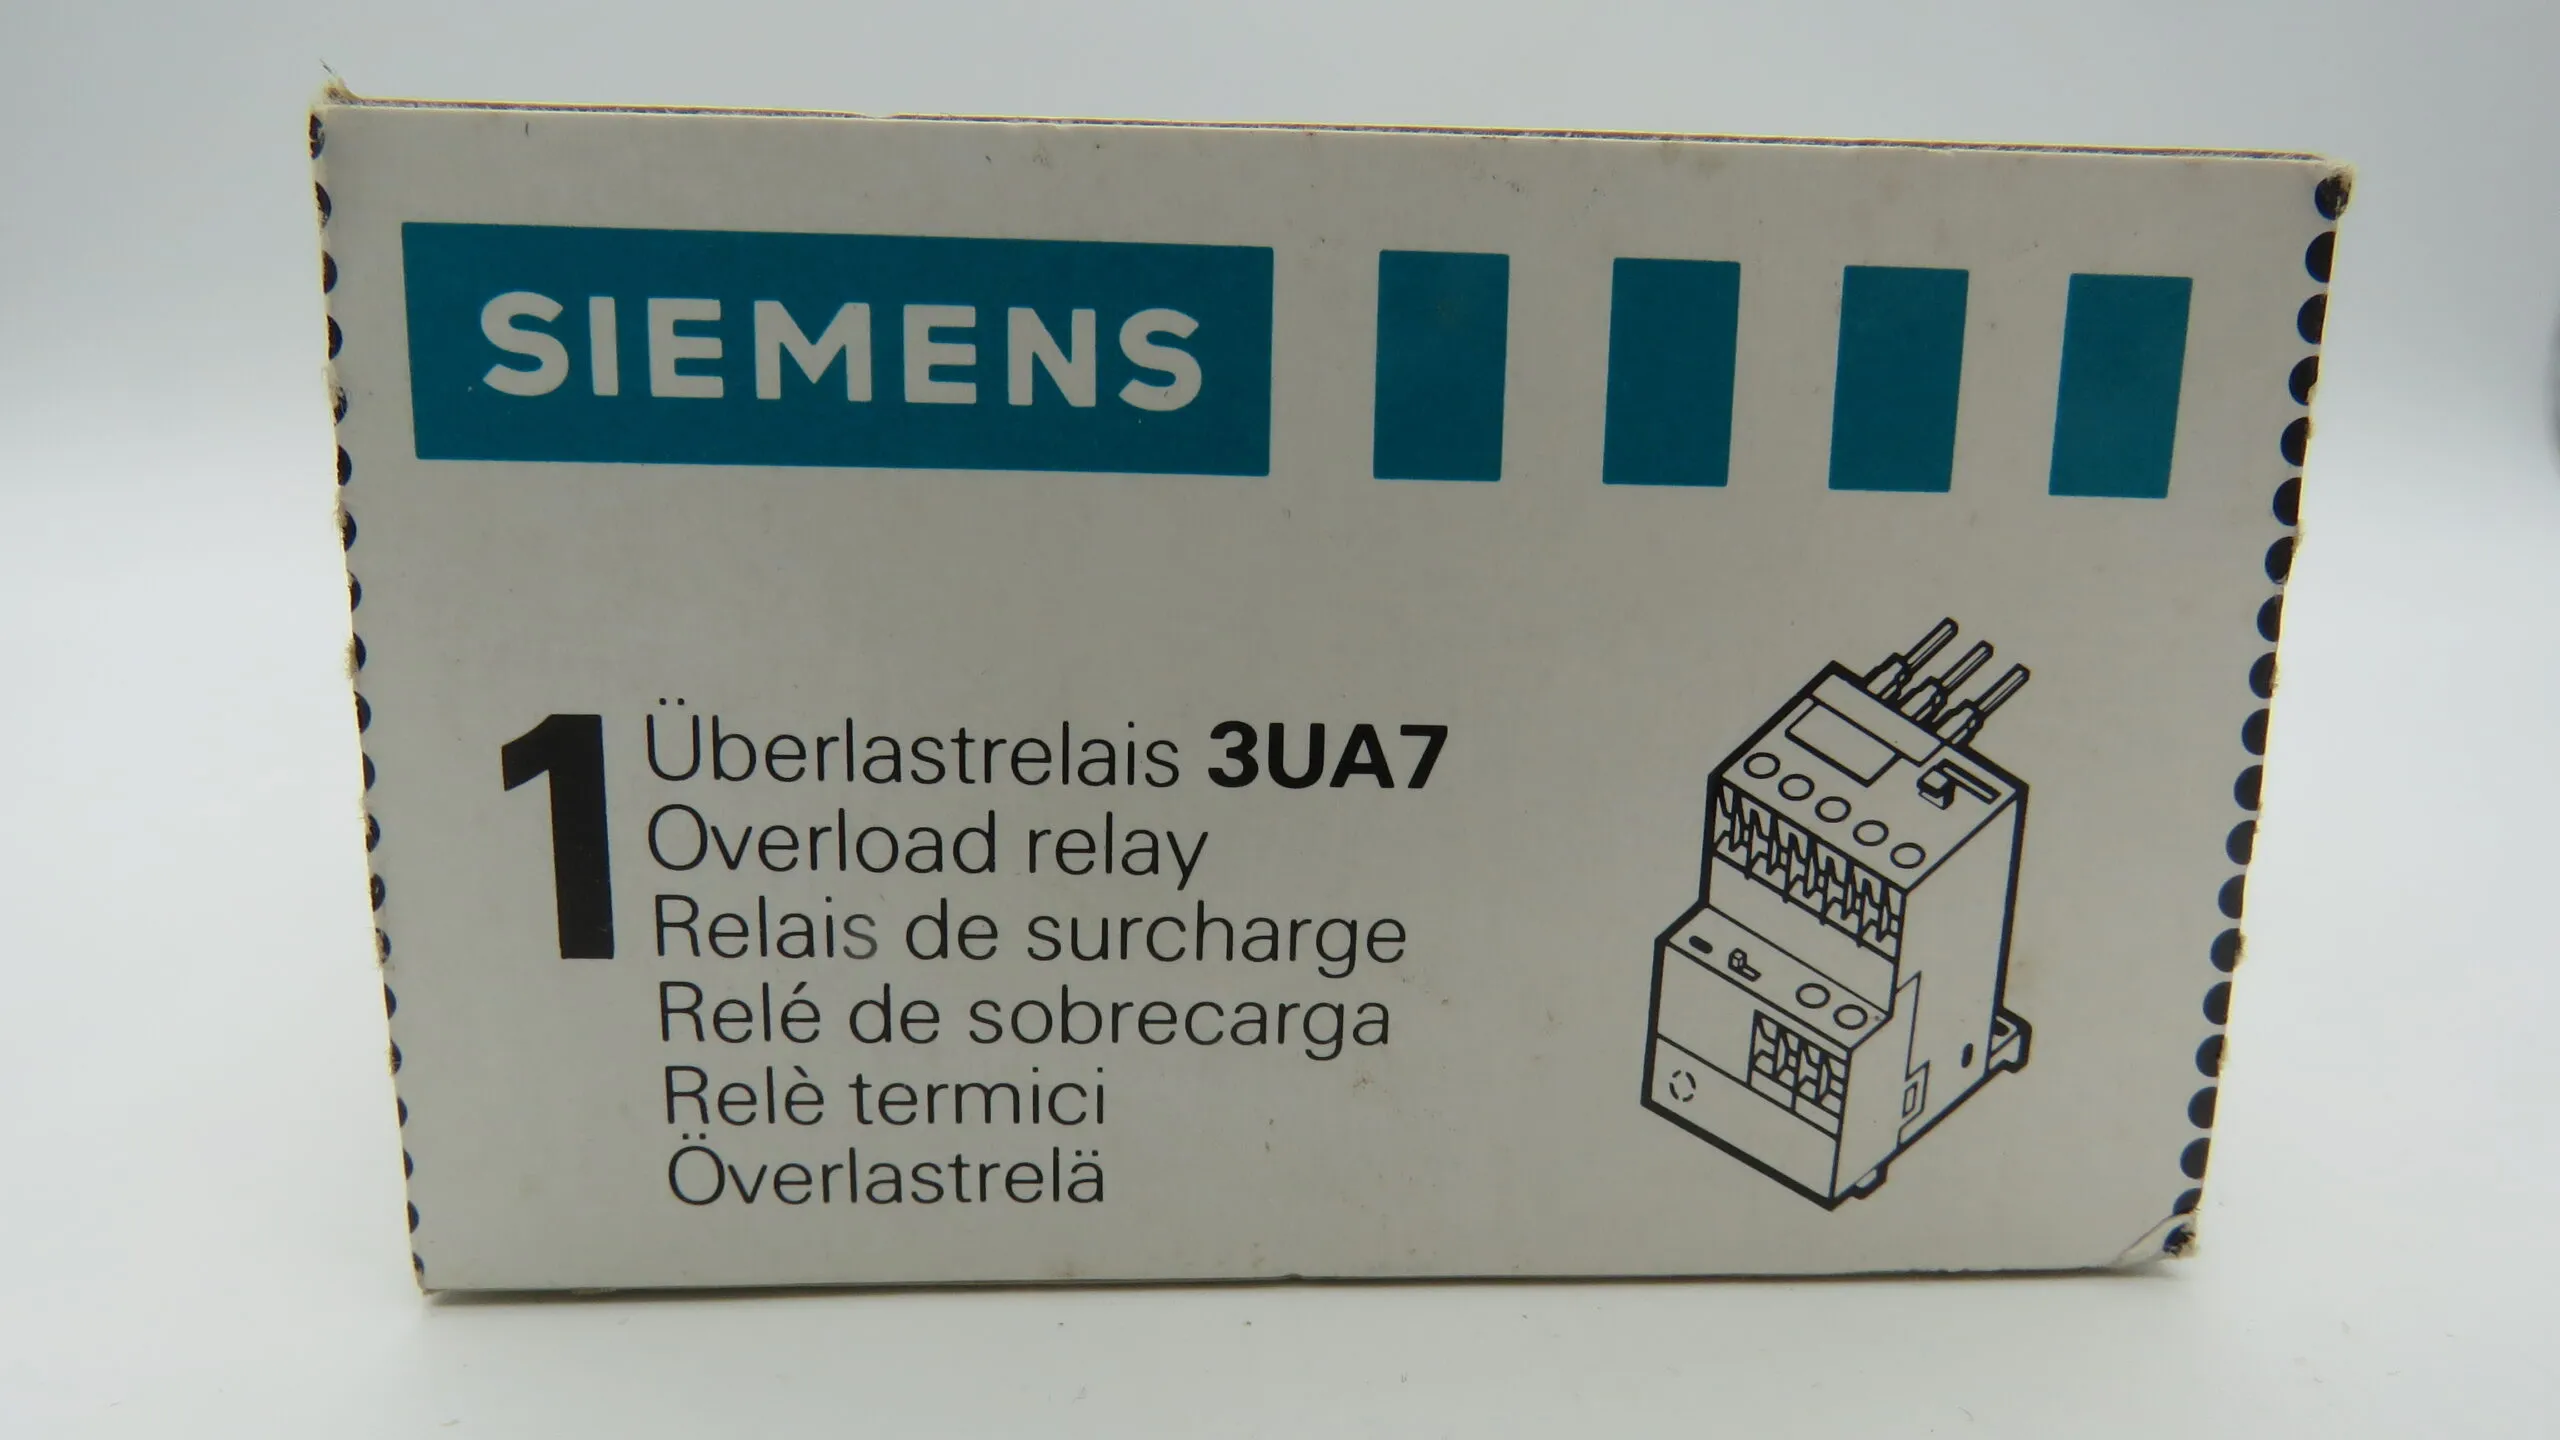 SIEMENS
1
Überlastrelais 3UA7
Overload relay
Relais de surcharge
Relé de sobrecarga
Relè termici
Överlastrelä